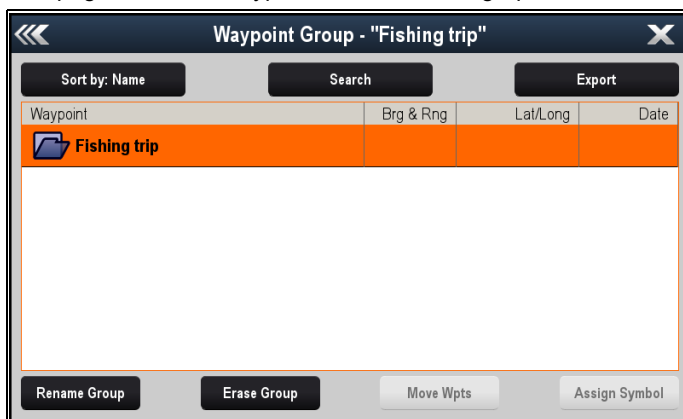 Waypoint Group - "Fishing trip"
Sort by: Name Search Export
Waypoint Brg & Rng Lat/Long Date
Fishing trip
Rename Group Erase Group Move Wpts Assign Symbol